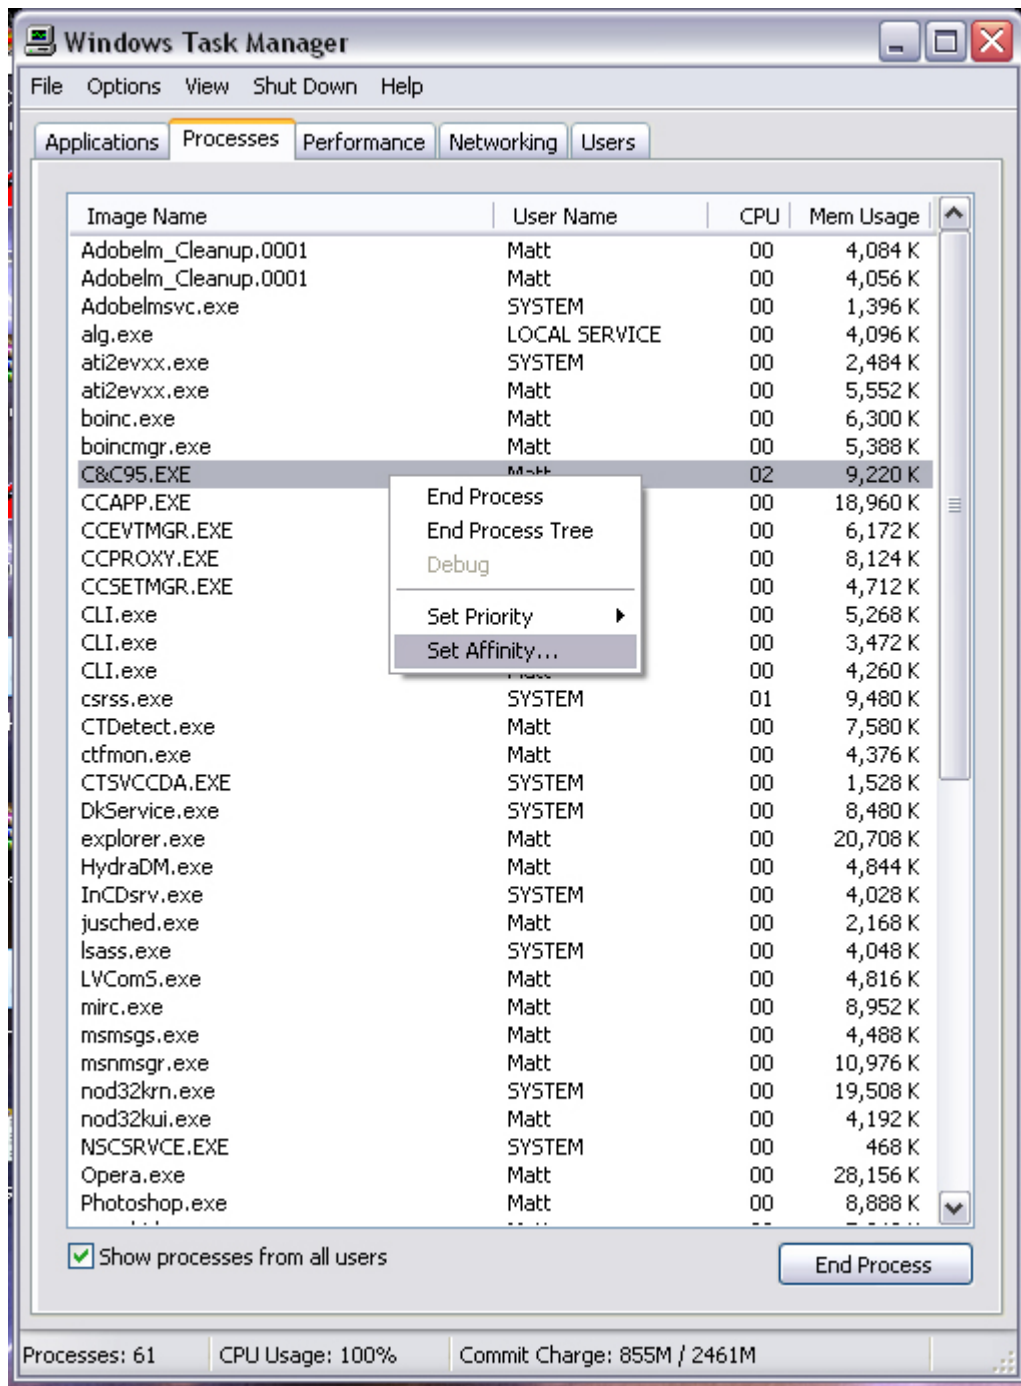 Windows Task Manager
File Options View Shut Down Help
Applications Processes Performance Networking Users
Image Name User Name CPU Mem Usage
Adobelm_Cleanup.0001 Matt 00 4,084 K
Adobelm_Cleanup.0001 Matt 00 4,056 K
Adobelmsvc.exe SYSTEM 00 1,396 K
alg.exe LOCAL SERVICE 00 4,096 K
ati2evxx.exe SYSTEM 00 2,484 K
ati2evxx.exe Matt 00 5,552 K
boinc.exe Matt 00 6,300 K
boincmgr.exe Matt 00 5,388 K
C&C95.EXE Matt 02 9,220 K
CCAPP.EXE 00 18,960 K
CCEVTMGR.EXE 00 6,172 K
CCPROXY.EXE 00 8,124 K
CCSETMGR.EXE 00 4,712 K
CLI.exe 00 5,268 K
CLI.exe 00 3,472 K
CLI.exe Matt 00 4,260 K
End Process
End Process Tree
Debug
Set Priority
Set Affinity...
csrss.exe SYSTEM 01 9,480 K
CTDetect.exe Matt 00 7,580 K
ctfmon.exe Matt 00 4,376 K
CTSVCCDA.EXE SYSTEM 00 1,528 K
DkService.exe SYSTEM 00 8,480 K
explorer.exe Matt 00 20,708 K
HydraDM.exe Matt 00 4,844 K
InCDsrv.exe SYSTEM 00 4,028 K
jusched.exe Matt 00 2,168 K
lsass.exe SYSTEM 00 4,048 K
LVComS.exe Matt 00 4,816 K
mirc.exe Matt 00 8,952 K
msmsgs.exe Matt 00 4,488 K
msnmsgr.exe Matt 00 10,976 K
nod32krn.exe SYSTEM 00 19,508 K
nod32kui.exe Matt 00 4,192 K
NSCSRVCE.EXE SYSTEM 00 468 K
Opera.exe Matt 00 28,156 K
Photoshop.exe Matt 00 8,888 K
Show processes from all users
End Process
Processes: 61 CPU Usage: 100% Commit Charge: 855M / 2461M